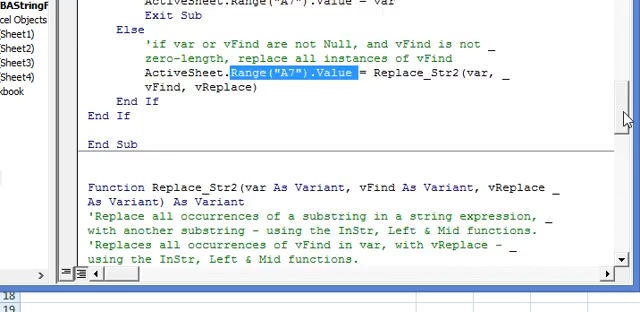 BAStringF
cel Objects
(Sheet1)
(Sheet2)
(Sheet3)
(Sheet4)
kbook
ActiveSheet.Range("A7").Value = var
Exit Sub
Else
'if var or vFind are not Null, and vFind is not _
zero-length, replace all instances of vFind
ActiveSheet.Range("A7").Value = Replace_Str2(var, _
vFind, vReplace)
End If
End If
End Sub
Function Replace_Str2(var As Variant, vFind As Variant, vReplace _
As Variant) As Variant
'Replace all occurrences of a substring in a string expression, _
with another substring - using the InStr, Left & Mid functions.
'Replaces all occurrences of vFind in var, with vReplace - _
using the InStr, Left & Mid functions.
18
19